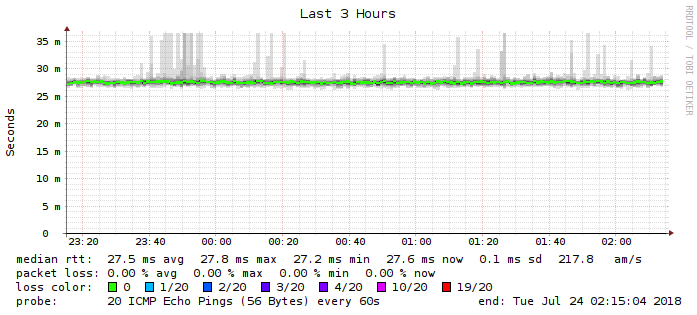 Last 3 Hours
RRDTOOL / TOBI OETIKER
Seconds
35 m
30 m
25 m
20 m
15 m
10 m
5 m
0
23:20 23:40 00:00 00:20 00:40 01:00 01:20 01:40 02:00
median rtt: 27.5 ms avg 27.8 ms max 27.2 ms min 27.6 ms now 0.1 ms sd 217.8 am/s
packet loss: 0.00 % avg 0.00 % max 0.00 % min 0.00 % now
loss color: 0 1/20 2/20 3/20 4/20 10/20 19/20
probe: 20 ICMP Echo Pings (56 Bytes) every 60s end: Tue Jul 24 02:15:04 2018